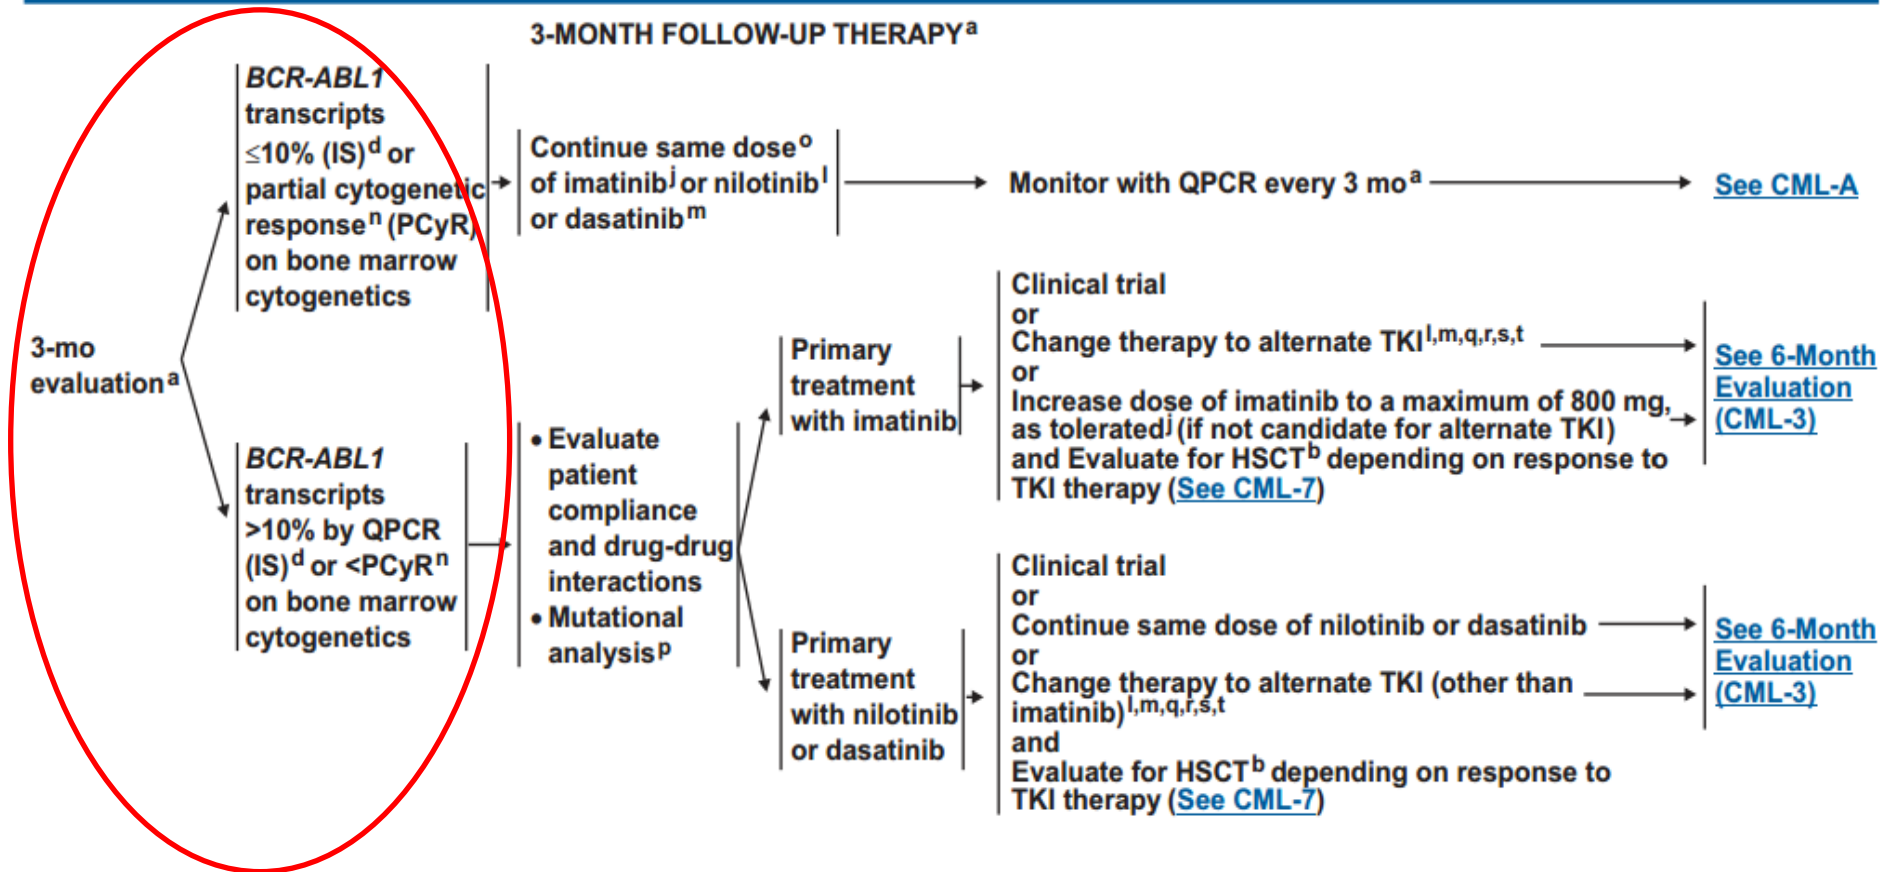 3-MONTH FOLLOW-UP THERAPYa
3-mo
evaluationa
BCR-ABL1
transcripts
≤10% (IS)d or
partial cytogenetic
responsen (PCyR)
on bone marrow
cytogenetics
Continue same doseo
of imatinibj or nilotinibl
or dasatinibm
Monitor with QPCR every 3 moa
See CML-A
BCR-ABL1
transcripts
>10% by QPCR
(IS)d or <PCyRn
on bone marrow
cytogenetics
• Evaluate
patient
compliance
and drug-drug
interactions
• Mutational
analysisp
Primary
treatment
with imatinib
Clinical trial
or
Change therapy to alternate TKIl,m,q,r,s,t
or
Increase dose of imatinib to a maximum of 800 mg,
as toleratedj (if not candidate for alternate TKI)
and Evaluate for HSCTb depending on response to
TKI therapy (See CML-7)
See 6-Month
Evaluation
(CML-3)
Primary
treatment
with nilotinib
or dasatinib
Clinical trial
or
Continue same dose of nilotinib or dasatinib
or
Change therapy to alternate TKI (other than
imatinib)l,m,q,r,s,t
and
Evaluate for HSCTb depending on response to
TKI therapy (See CML-7)
See 6-Month
Evaluation
(CML-3)